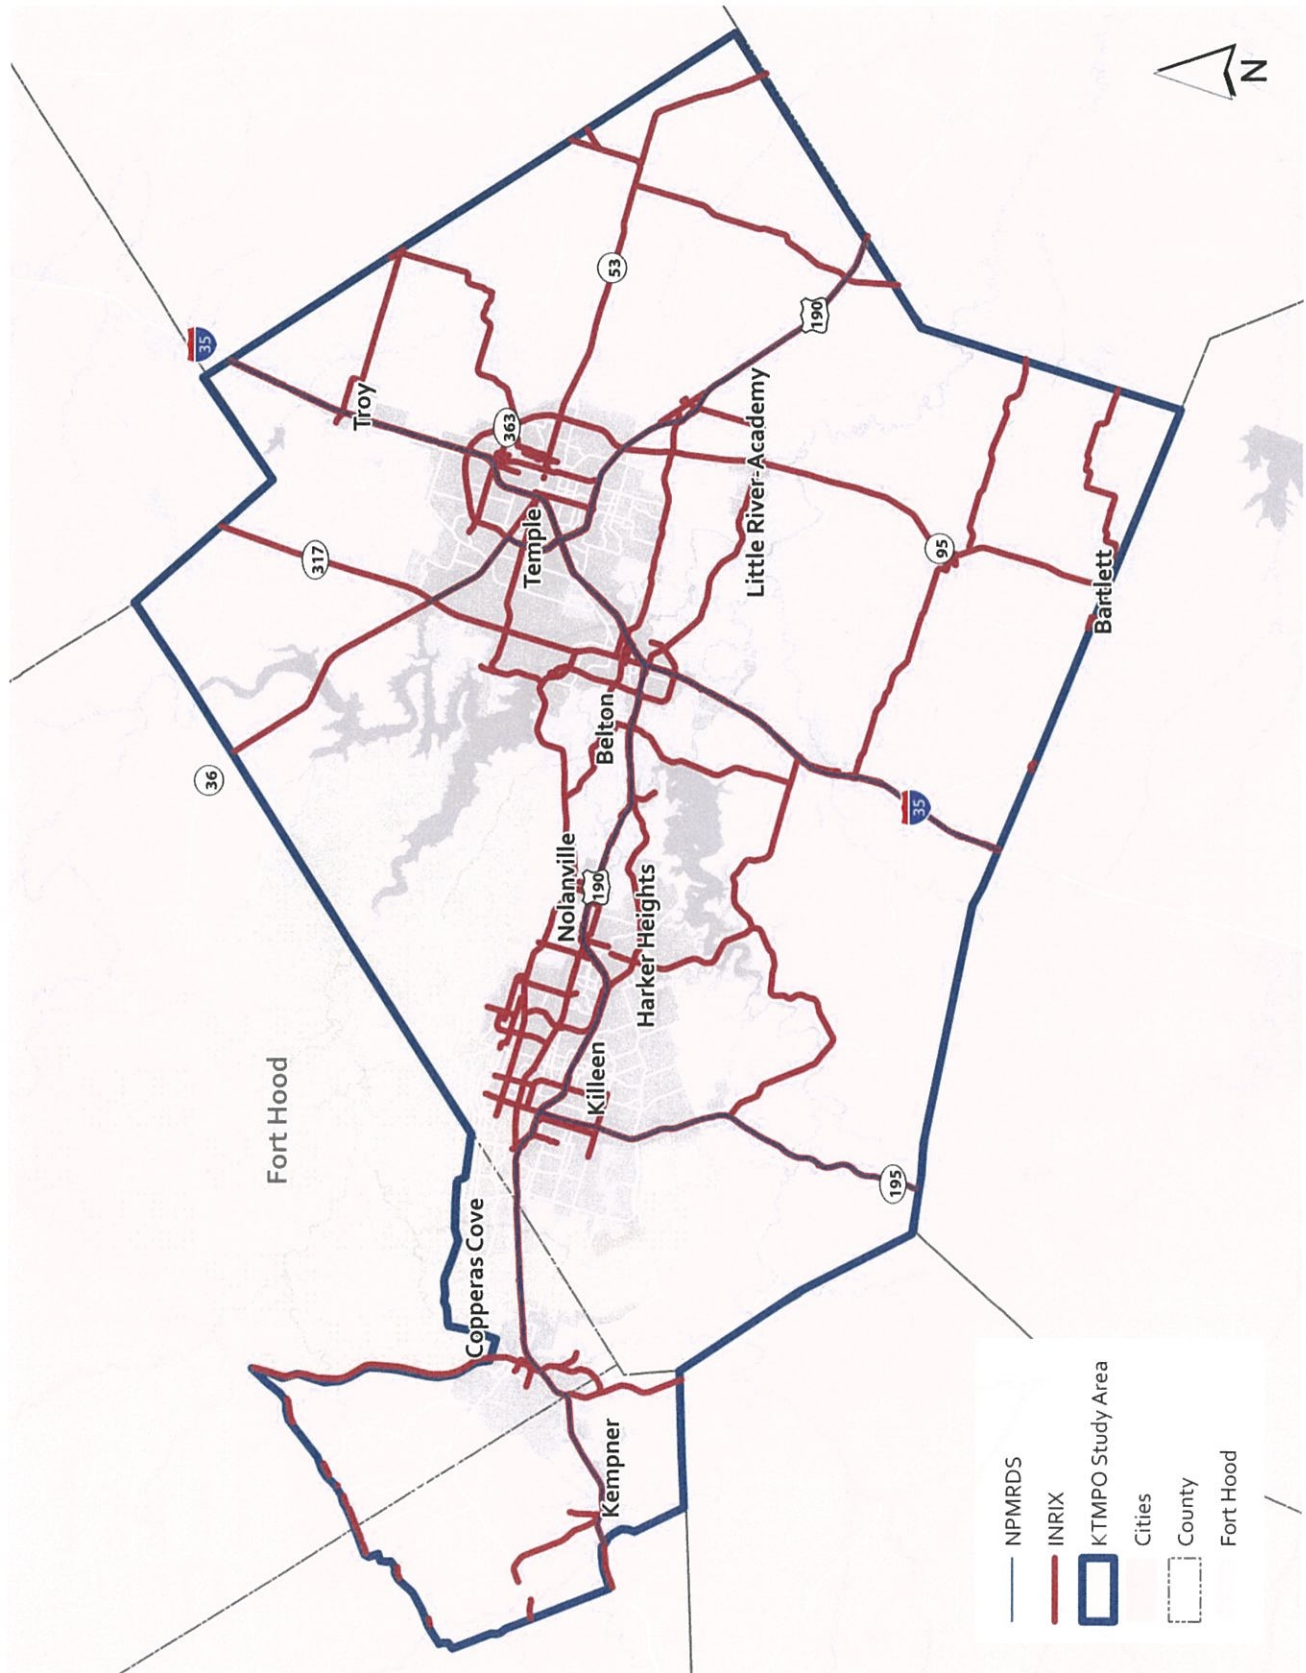 N
35
Troy
363
53
190
317
Temple
Little River-Academy
95
Bartlett
36
Belton
35
Nolanville
190
Harker Heights
Killeen
Fort Hood
195
Copperas Cove
Kempner
NPMRDS
INRIX
KTMPO Study Area
Cities
County
Fort Hood